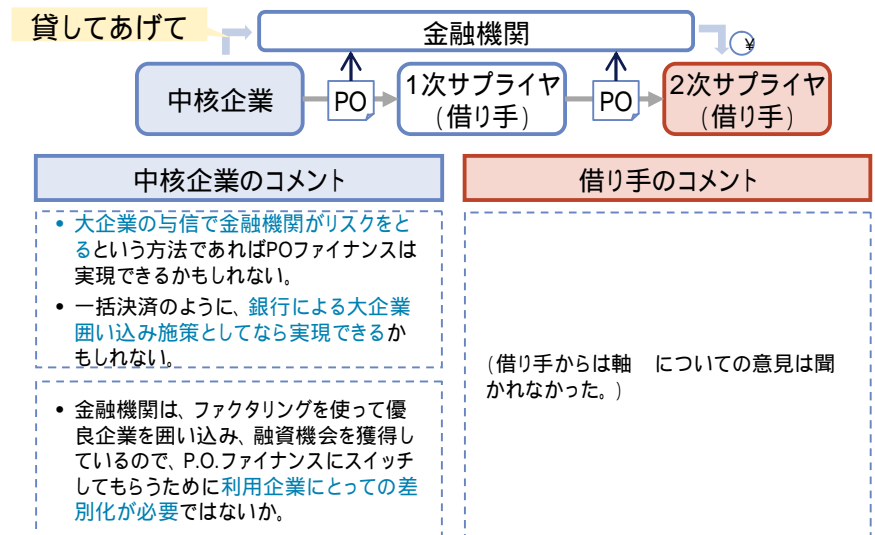 貸してあげて
金融機関
¥
中核企業
PO
1次サプライヤ
(借り手)
PO
2次サプライヤ
(借り手)
中核企業のコメント
• 大企業の与信で金融機関がリスクをと
るという方法であればPOファイナンスは
実現できるかもしれない。
• 一括決済のように、銀行による大企業
囲い込み施策としてなら実現できるか
もしれない。
• 金融機関は、ファクタリングを使って優
良企業を囲い込み、融資機会を獲得し
ているので、P.O.ファイナンスにスイッチ
してもらうために利用企業にとっての差
別化が必要ではないか。
借り手のコメント
(借り手からは軸　についての意見は聞
かれなかった。)